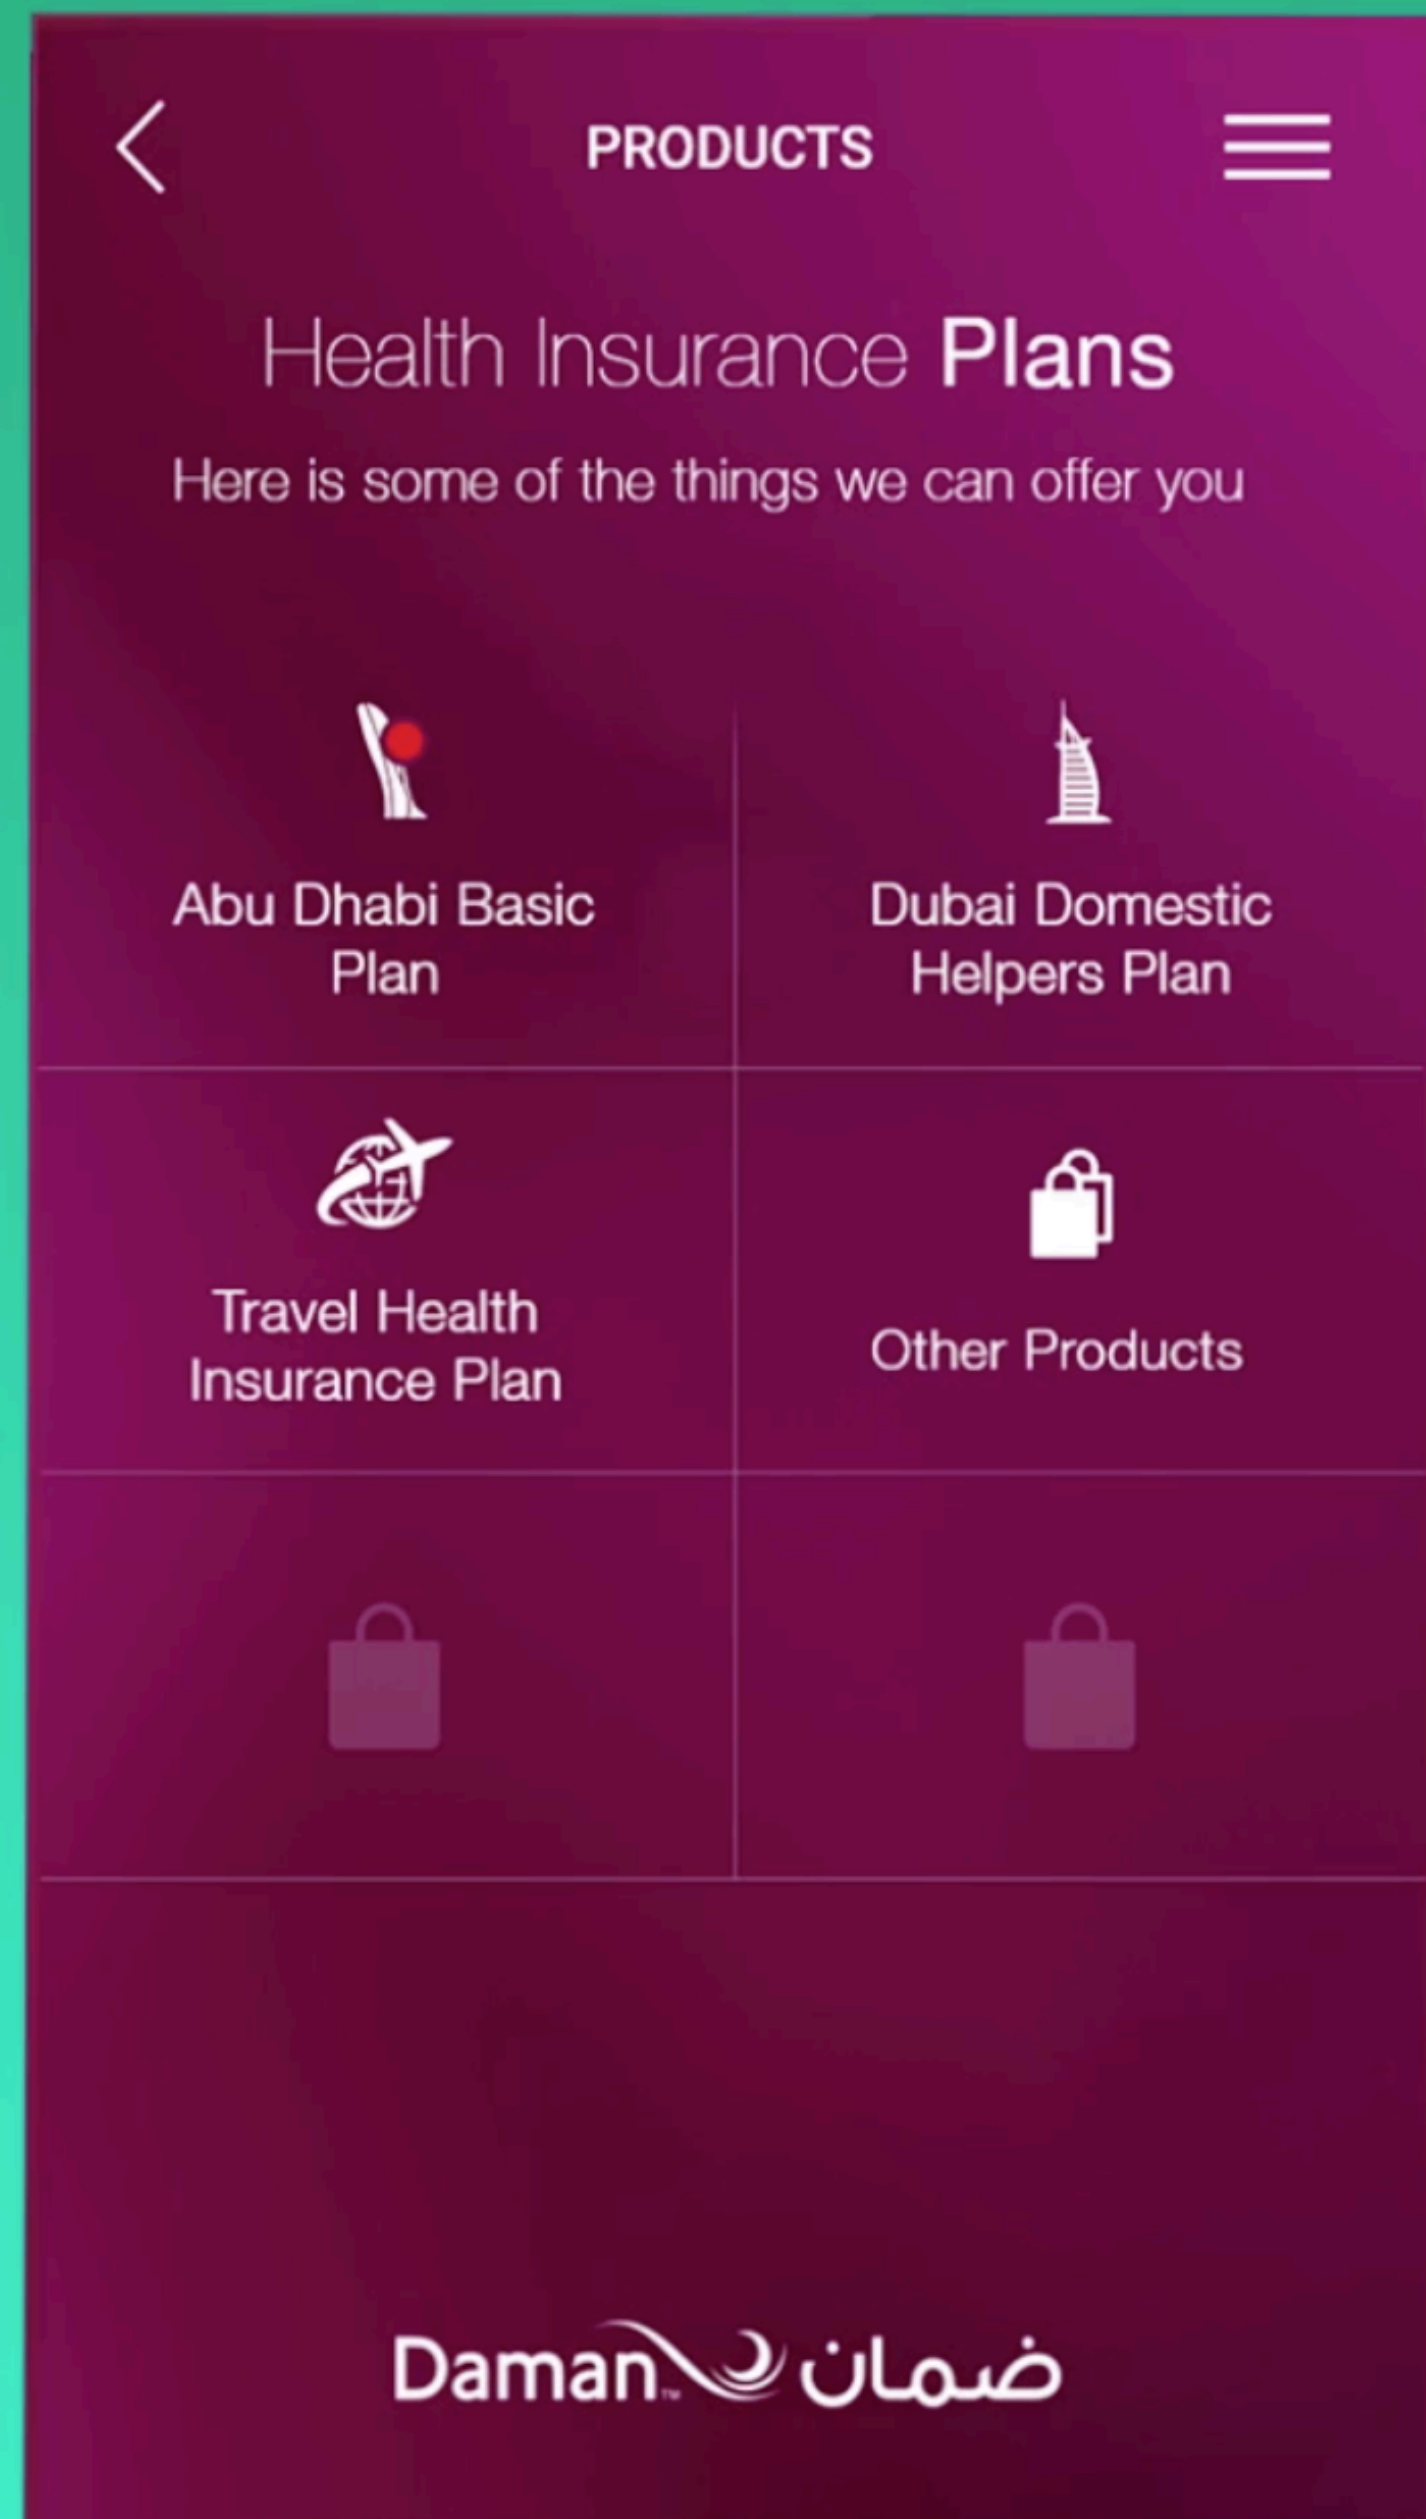 PRODUCTS
Health Insurance Plans
Here is some of the things we can offer you
Abu Dhabi Basic
Plan
Dubai Domestic
Helpers Plan
Travel Health
Insurance Plan
Other Products
Daman™ ضمان